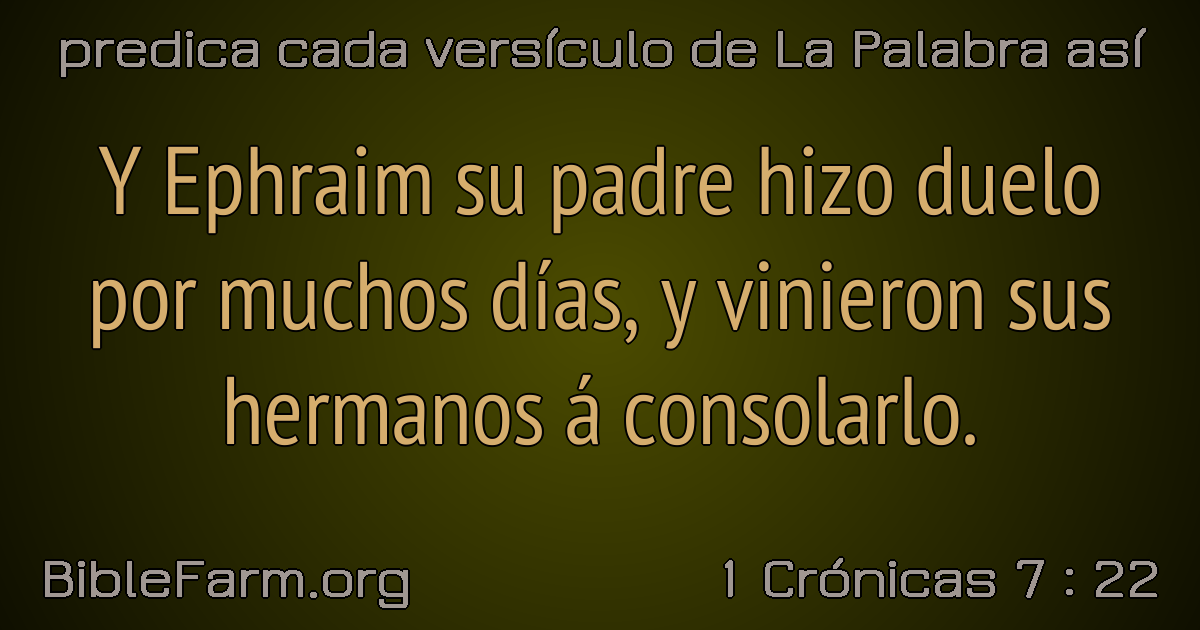 predica cada versículo de La Palabra así
Y Ephraim su padre hizo duelo
por muchos días, y vinieron sus
hermanos á consolarlo.
BibleFarm.org
1 Crónicas 7 : 22